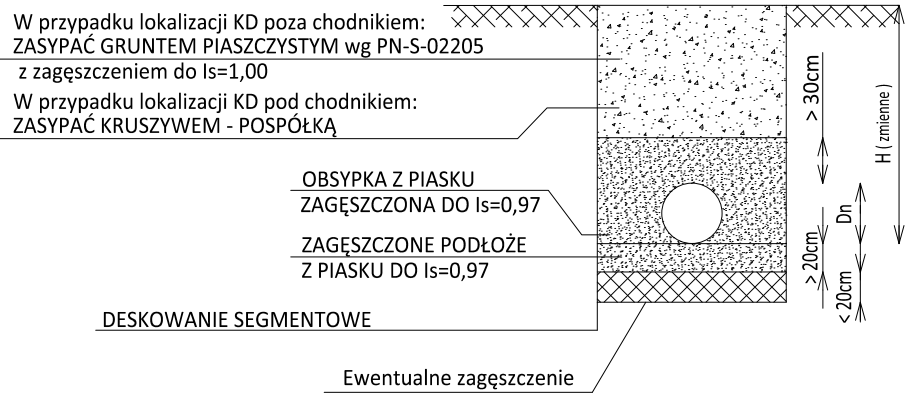 W przypadku lokalizacji KD poza chodnikiem:
ZASYPAĆ GRUNTEM PIASZCZYSTYM wg PN-S-02205
z zagęszczeniem do Is=1,00
W przypadku lokalizacji KD pod chodnikiem:
ZASYPAĆ KRUSZYWEM - POSPÓŁKĄ
OBSYPKA Z PIASKU
ZAGĘSZCZONA DO Is=0,97
ZAGĘSZCZONE PODŁOŻE
Z PIASKU DO Is=0,97
DESKOWANIE SEGMENTOWE
Ewentualne zagęszczenie
> 30cm
H ( zmienne )
Dn
> 20cm
< 20cm